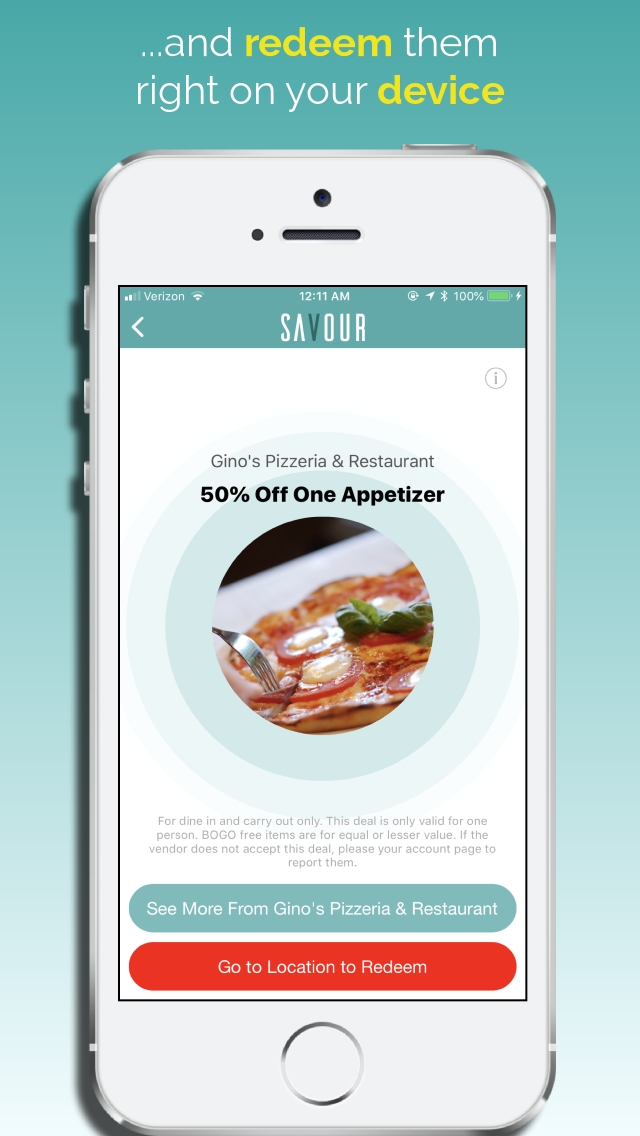 ...and redeem them
right on your device
Verizon 12:11 AM 100%
SAVOUR
i
Gino's Pizzeria & Restaurant
50% Off One Appetizer
For dine in and carry out only. This deal is only valid for one
person. BOGO free items are for equal or lesser value. If the
vendor does not accept this deal, please your account page to
report them.
See More From Gino's Pizzeria & Restaurant
Go to Location to Redeem